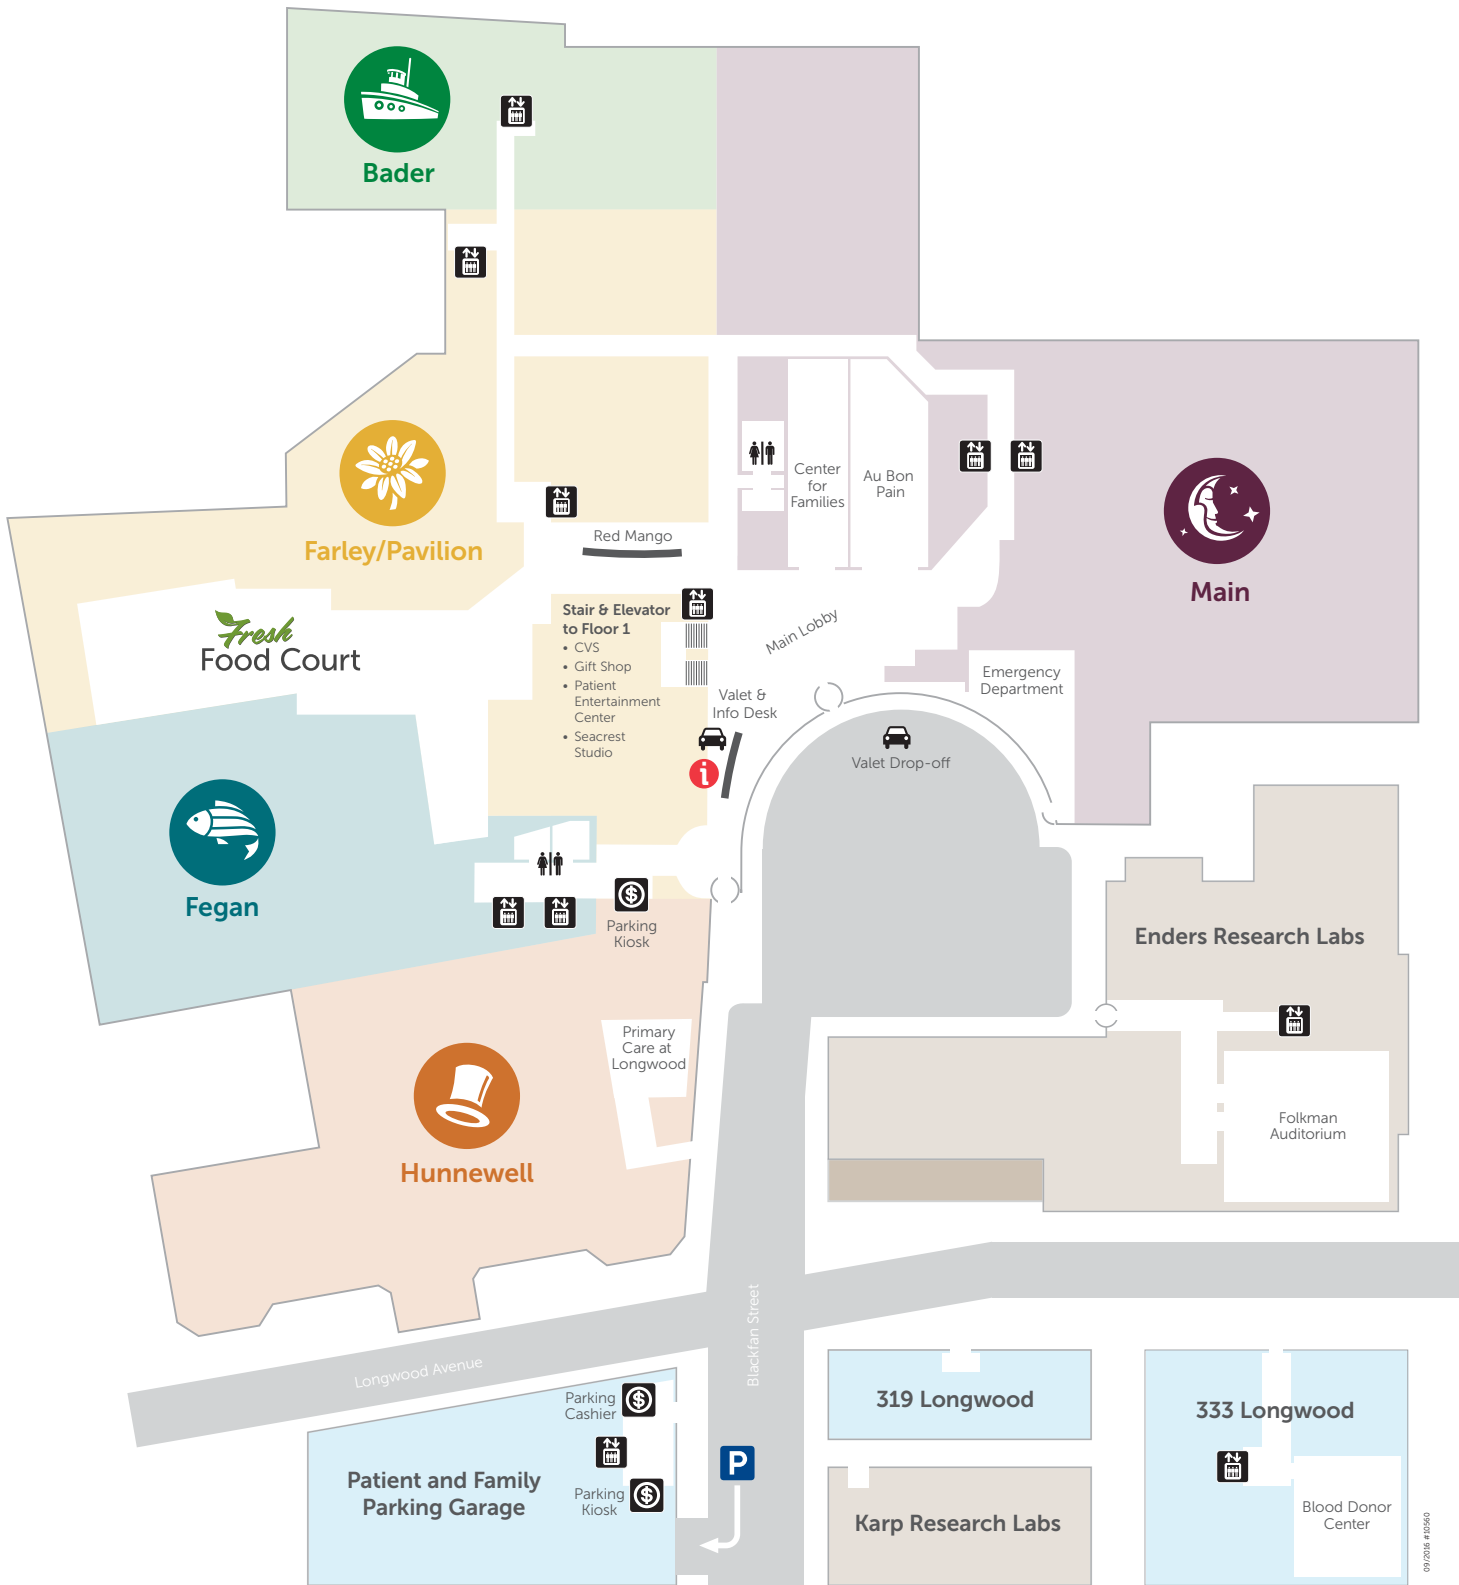 Bader
Farley/Pavilion
Red Mango
Center
for
Families
Au Bon
Pain
Main
Fresh
Food Court
Stair & Elevator
to Floor 1
• CVS
• Gift Shop
• Patient
Entertainment
Center
• Seacrest
Studio
Main Lobby
Valet &
Info Desk
i
Emergency
Department
Valet Drop-off
Fegan
$
Parking
Kiosk
Enders Research Labs
Primary
Care at
Longwood
Folkman
Auditorium
Hunnewell
Longwood Avenue
Blackfan Street
Parking
Cashier
$
Patient and Family
Parking Garage
Parking
Kiosk
$
P
319 Longwood
333 Longwood
Karp Research Labs
Blood Donor
Center
09/2016 #10560